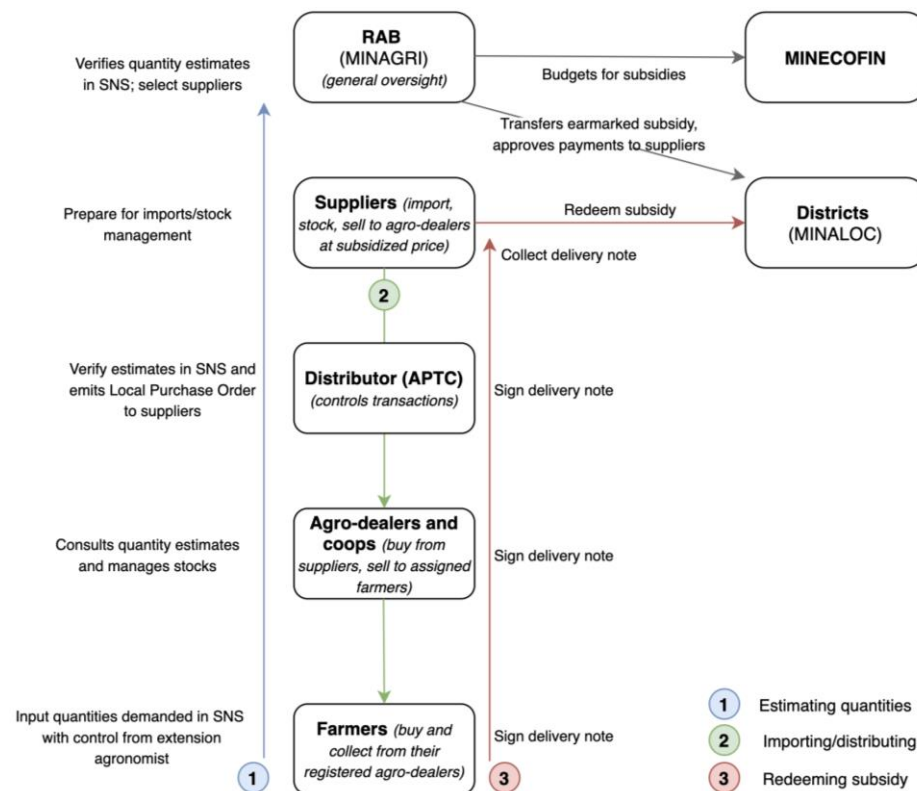 RAB
(MINAGRI)
(general oversight)
MINECOFIN
Verifies quantity estimates
in SNS; select suppliers
Budgets for subsidies
Transfers earmarked subsidy,
approves payments to suppliers
Prepare for imports/stock
management
Suppliers (import,
stock, sell to agro-dealers
at subsidized price)
Redeem subsidy
Districts
(MINALOC)
Collect delivery note
2
Verify estimates in SNS and
emits Local Purchase Order
to suppliers
Distributor (APTC)
(controls transactions)
Sign delivery note
Consults quantity estimates
and manages stocks
Agro-dealers and
coops (buy from
suppliers, sell to assigned
farmers)
Sign delivery note
Input quantities demanded in SNS
with control from extension
agronomist
1
Farmers (buy and
collect from their
registered agro-dealers)
Sign delivery note
3
1 Estimating quantities
2 Importing/distributing
3 Redeeming subsidy